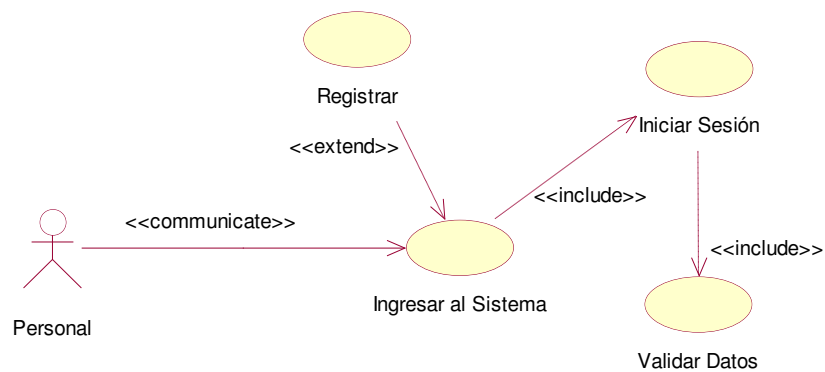 Registrar
Iniciar Sesión
<<extend>>
<<include>>
<<communicate>>
<<include>>
Ingresar al Sistema
Personal
Validar Datos